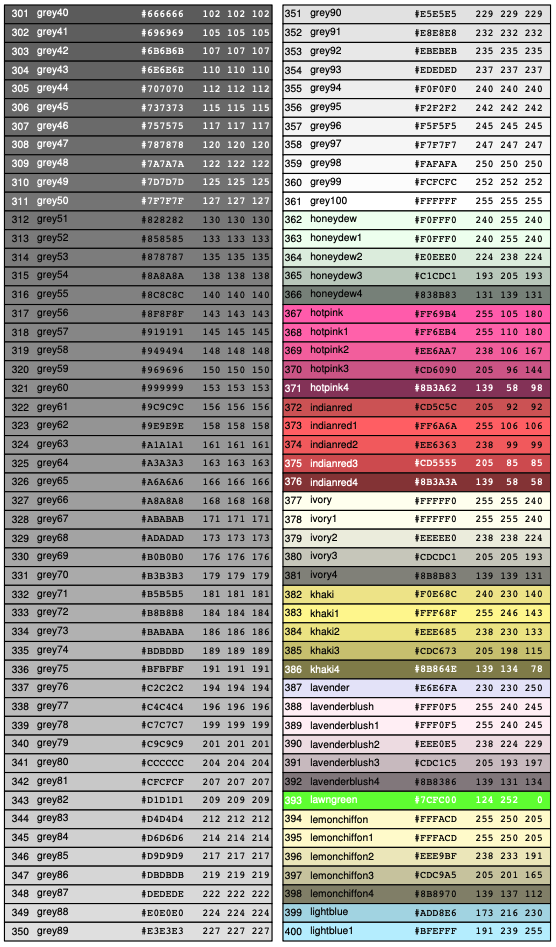 301 grey40 #666666 102 102 102
302 grey41 #696969 105 105 105
303 grey42 #6B6B6B 107 107 107
304 grey43 #6E6E6E 110 110 110
305 grey44 #707070 112 112 112
306 grey45 #737373 115 115 115
307 grey46 #757575 117 117 117
308 grey47 #787878 120 120 120
309 grey48 #7A7A7A 122 122 122
310 grey49 #7D7D7D 125 125 125
311 grey50 #7F7F7F 127 127 127
312 grey51 #828282 130 130 130
313 grey52 #858585 133 133 133
314 grey53 #878787 135 135 135
315 grey54 #8A8A8A 138 138 138
316 grey55 #8C8C8C 140 140 140
317 grey56 #8F8F8F 143 143 143
318 grey57 #919191 145 145 145
319 grey58 #949494 148 148 148
320 grey59 #969696 150 150 150
321 grey60 #999999 153 153 153
322 grey61 #9C9C9C 156 156 156
323 grey62 #9E9E9E 158 158 158
324 grey63 #A1A1A1 161 161 161
325 grey64 #A3A3A3 163 163 163
326 grey65 #A6A6A6 166 166 166
327 grey66 #A8A8A8 168 168 168
328 grey67 #ABABAB 171 171 171
329 grey68 #ADADAD 173 173 173
330 grey69 #B0B0B0 176 176 176
331 grey70 #B3B3B3 179 179 179
332 grey71 #B5B5B5 181 181 181
333 grey72 #B8B8B8 184 184 184
334 grey73 #BABABA 186 186 186
335 grey74 #BDBDBD 189 189 189
336 grey75 #BFBFBF 191 191 191
337 grey76 #C2C2C2 194 194 194
338 grey77 #C4C4C4 196 196 196
339 grey78 #C7C7C7 199 199 199
340 grey79 #C9C9C9 201 201 201
341 grey80 #CCCCCC 204 204 204
342 grey81 #CFCFCF 207 207 207
343 grey82 #D1D1D1 209 209 209
344 grey83 #D4D4D4 212 212 212
345 grey84 #D6D6D6 214 214 214
346 grey85 #D9D9D9 217 217 217
347 grey86 #DBDBDB 219 219 219
348 grey87 #DEDEDE 222 222 222
349 grey88 #E0E0E0 224 224 224
350 grey89 #E3E3E3 227 227 227
351 grey90 #E5E5E5 229 229 229
352 grey91 #E8E8E8 232 232 232
353 grey92 #EBEBEB 235 235 235
354 grey93 #EDEDED 237 237 237
355 grey94 #F0F0F0 240 240 240
356 grey95 #F2F2F2 242 242 242
357 grey96 #F5F5F5 245 245 245
358 grey97 #F7F7F7 247 247 247
359 grey98 #FAFAFA 250 250 250
360 grey99 #FCFCFC 252 252 252
361 grey100 #FFFFFF 255 255 255
362 honeydew #F0FFF0 240 255 240
363 honeydew1 #F0FFF0 240 255 240
364 honeydew2 #E0EEE0 224 238 224
365 honeydew3 #C1CDC1 193 205 193
366 honeydew4 #838B83 131 139 131
367 hotpink #FF69B4 255 105 180
368 hotpink1 #FF6EB4 255 110 180
369 hotpink2 #EE6AA7 238 106 167
370 hotpink3 #CD6090 205 96 144
371 hotpink4 #8B3A62 139 58 98
372 indianred #CD5C5C 205 92 92
373 indianred1 #FF6A6A 255 106 106
374 indianred2 #EE6363 238 99 99
375 indianred3 #CD5555 205 85 85
376 indianred4 #8B3A3A 139 58 58
377 ivory #FFFFF0 255 255 240
378 ivory1 #FFFFF0 255 255 240
379 ivory2 #EEEEE0 238 238 224
380 ivory3 #CDCDC1 205 205 193
381 ivory4 #8B8B83 139 139 131
382 khaki #F0E68C 240 230 140
383 khaki1 #FFF68F 255 246 143
384 khaki2 #EEE685 238 230 133
385 khaki3 #CDC673 205 198 115
386 khaki4 #8B864E 139 134 78
387 lavender #E6E6FA 230 230 250
388 lavenderblush #FFF0F5 255 240 245
389 lavenderblush1 #FFF0F5 255 240 245
390 lavenderblush2 #EEE0E5 238 224 229
391 lavenderblush3 #CDC1C5 205 193 197
392 lavenderblush4 #8B8386 139 131 134
393 lawngreen #7CFC00 124 252 0
394 lemonchiffon #FFFACD 255 250 205
395 lemonchiffon1 #FFFACD 255 250 205
396 lemonchiffon2 #EEE9BF 238 233 191
397 lemonchiffon3 #CDC9A5 205 201 165
398 lemonchiffon4 #8B8970 139 137 112
399 lightblue #ADD8E6 173 216 230
400 lightblue1 #BFEFFF 191 239 255